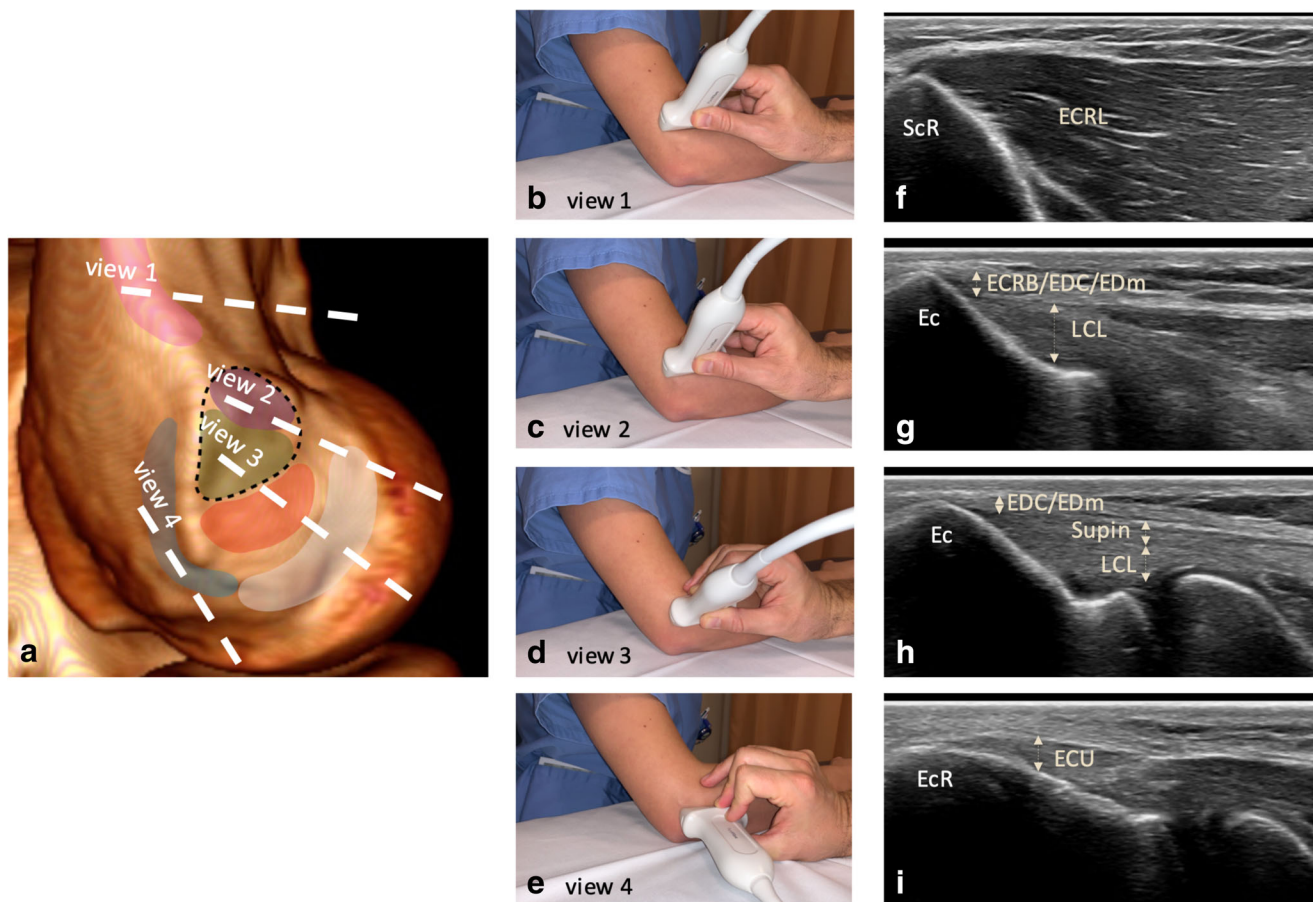 view 1
view 2
view 3
view 4
a
b view 1
c view 2
d view 3
e view 4
ScR
ECRL
f
ECRB/EDC/EDm
Ec
LCL
g
EDC/EDm
Ec
Supin
LCL
h
ECU
EcR
i